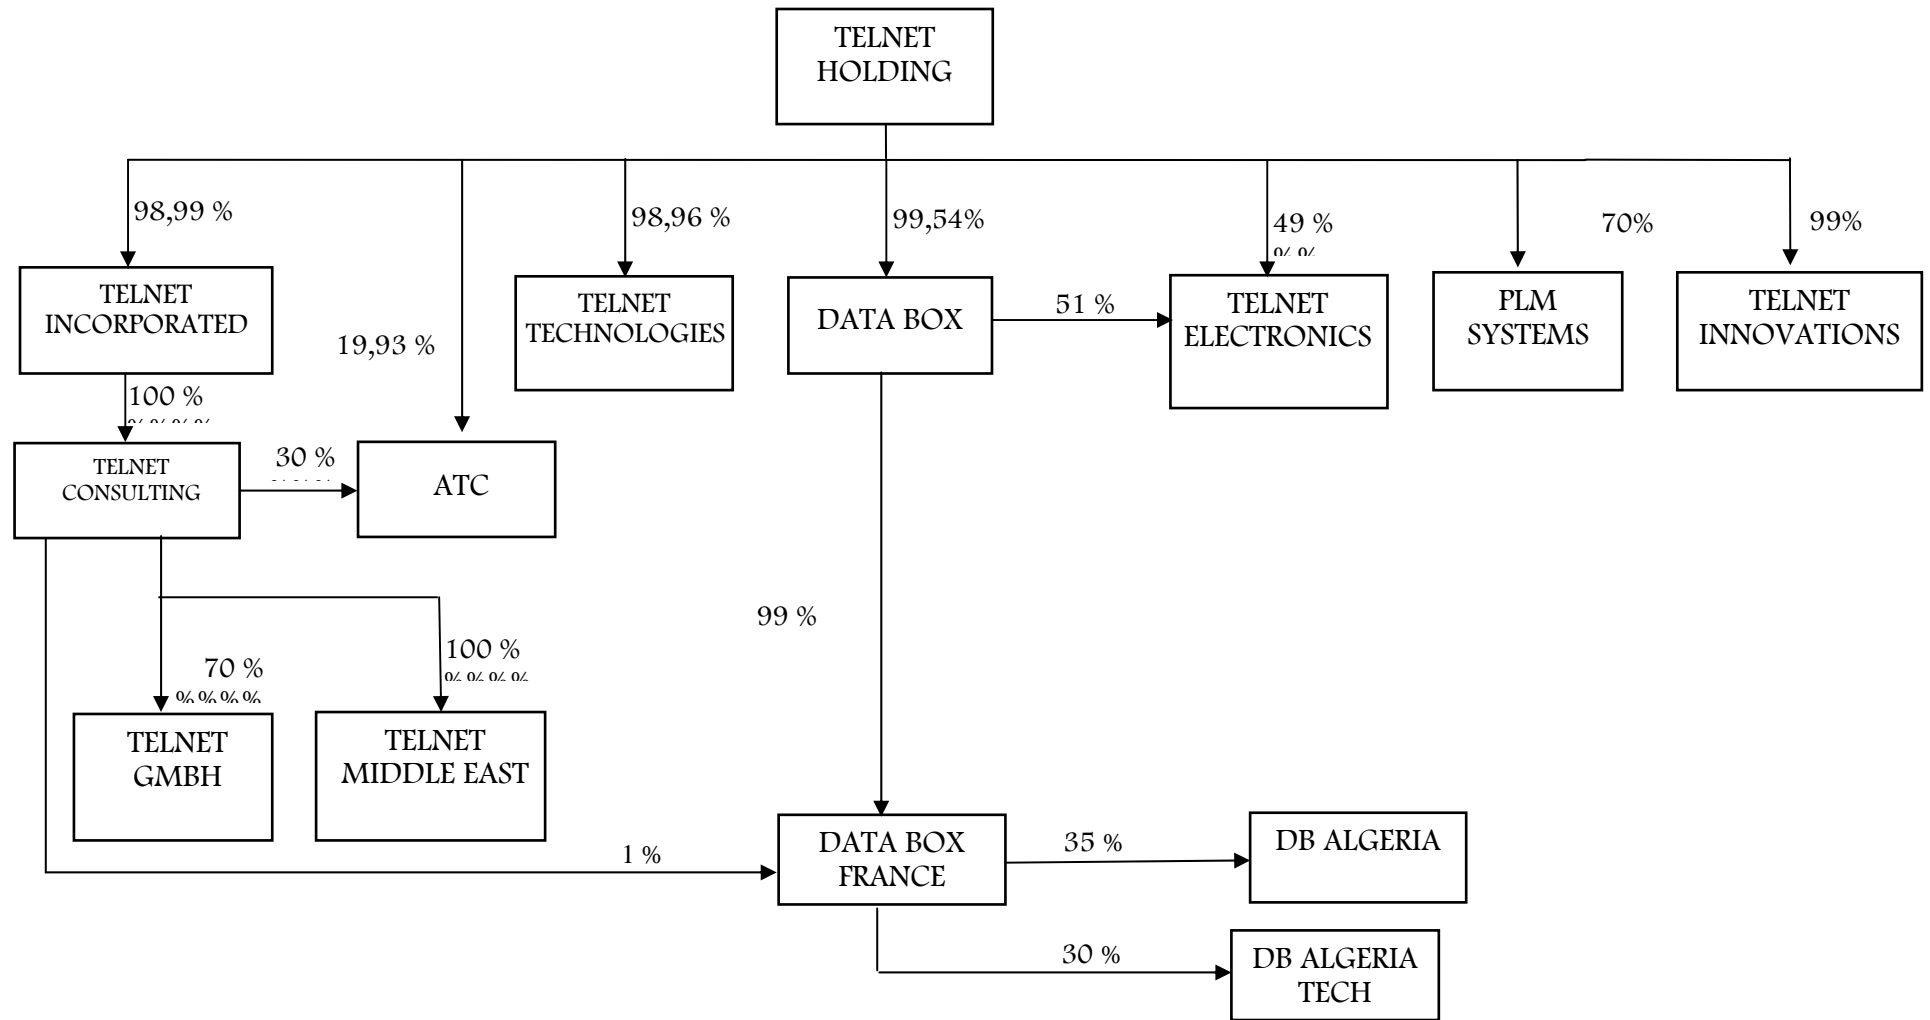 TELNET
HOLDING
98,99 %
98,96 %
99,54%
49 %
70%
99%
TELNET
INCORPORATED
19,93 %
TELNET
TECHNOLOGIES
DATA BOX
51 %
TELNET
ELECTRONICS
PLM
SYSTEMS
TELNET
INNOVATIONS
100 %
TELNET
CONSULTING
30 %
ATC
99 %
70 %
%%%%
100 %
%%%%
TELNET
GMBH
TELNET
MIDDLE EAST
1 %
DATA BOX
FRANCE
35 %
DB ALGERIA
30 %
DB ALGERIA
TECH